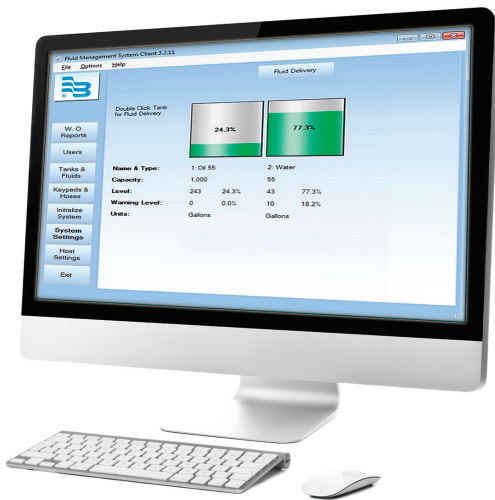 Fluid Management System Client 3.2.11
File Options Help
Fluid Delivery
Double Click Tank
for Fluid Delivery
24.3%
77.3%
W. O.
Reports
Users
Tanks &
Fluids
Keypads &
Hoses
Initialize
System
System
Settings
Host
Settings
Exit
Name & Type: 1: Oil 55 2: Water
Capacity: 1,000 55
Level: 243 24.3% 43 77.3%
Warning Level: 0 0.0% 10 18.2%
Units: Gallons Gallons